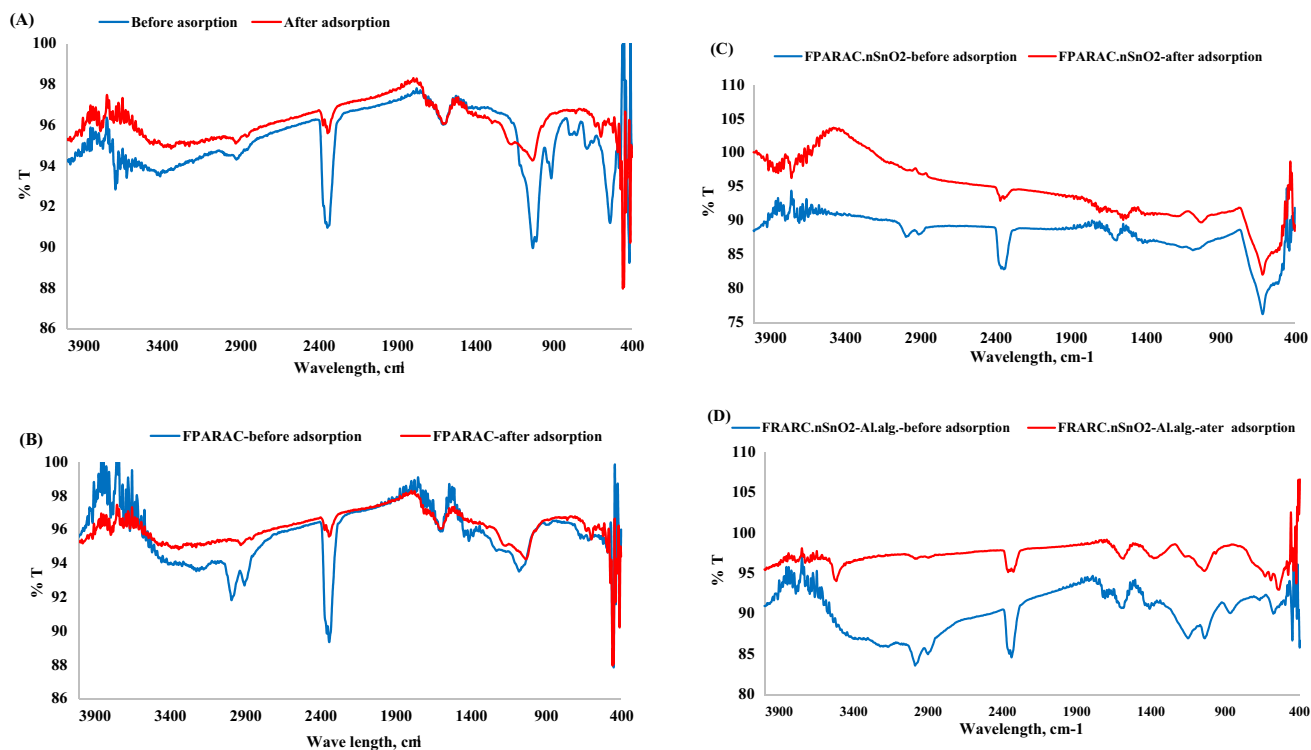 (A)
Before asorption After adsorption
100
98
96
94
92
90
88
86
% T
3900 3400 2900 2400 1900 1400 900 400
Wavelength, cm-1
(C)
FPARAC.nSnO2-before adsorption FPARAC.nSnO2-after adsorption
110
105
100
95
90
85
80
75
% T
3900 3400 2900 2400 1900 1400 900 400
Wavelength, cm-1
(B)
FPARAC-before adsorption FPARAC-after adsorption
100
98
96
94
92
90
88
86
% T
3900 3400 2900 2400 1900 1400 900 400
Wave length, cm-1
(D)
FRARC.nSnO2-Al.alg.-before adsorption FRARC.nSnO2-Al.alg.-ater adsorption
110
105
100
95
90
85
80
% T
3900 3400 2900 2400 1900 1400 900 400
Wavelength, cm-1